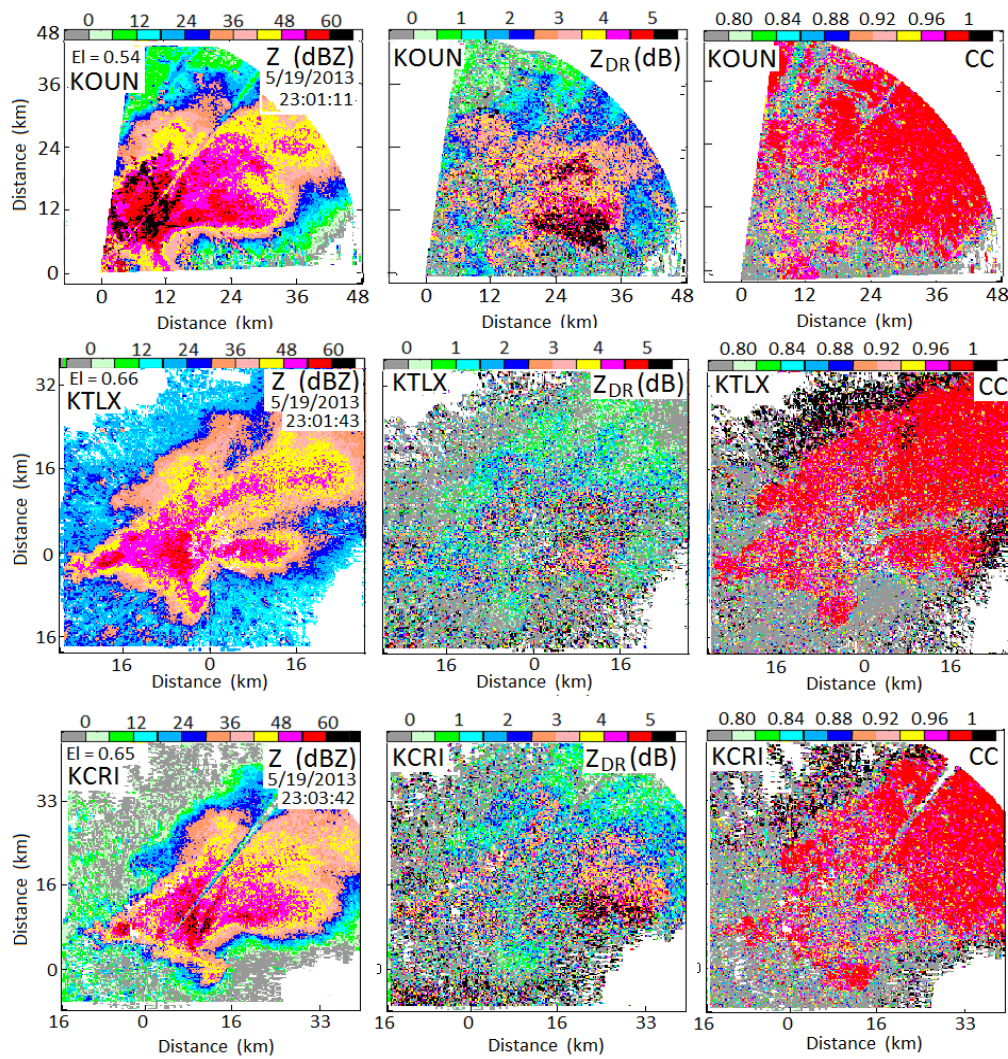 0 12 24 36 48 60
0 1 2 3 4 5
0.80 0.84 0.88 0.92 0.96 1
El = 0.54
KOUN
Z (dBZ)
5/19/2013
23:01:11
KOUN
ZDR (dB)
KOUN
CC
Distance (km)
48
36
24
12
0
0 12 24 36 48
Distance (km)
0 12 24 36 48
Distance (km)
0 12 24 36 48
Distance (km)
0 12 24 36 48 60
0 1 2 3 4 5
0.80 0.84 0.88 0.92 0.96 1
El = 0.66
KTLX
Z (dBZ)
5/19/2013
23:01:43
KTLX
ZDR (dB)
KTLX
CC
Distance (km)
32
16
0
16
16 0 16
Distance (km)
16 0 16
Distance (km)
16 0 16
Distance (km)
0 12 24 36 48 60
0 1 2 3 4 5
0.80 0.84 0.88 0.92 0.96 1
El = 0.65
KCRI
Z (dBZ)
5/19/2013
23:03:42
KCRI
ZDR (dB)
KCRI
CC
Distance (km)
33
16
0
16 0 16 33
Distance (km)
16 0 16 33
Distance (km)
16 0 16 33
Distance (km)